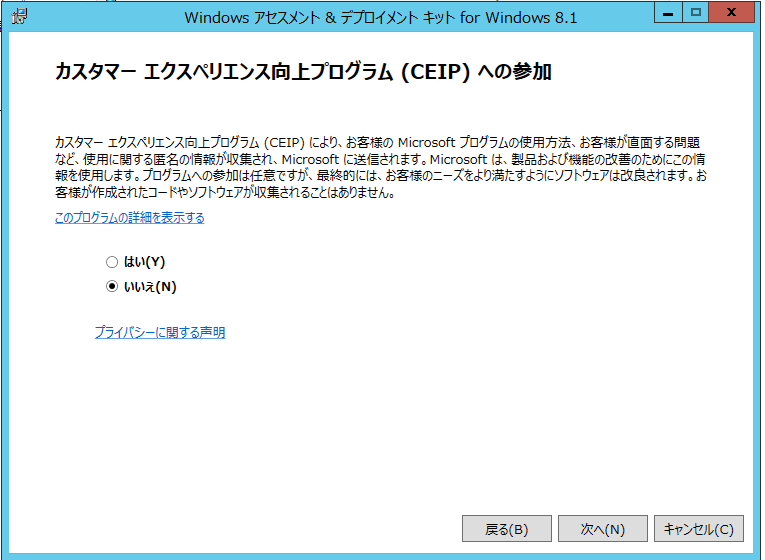 Windows アセスメント & デプロイメント キット for Windows 8.1
カスタマー エクスペリエンス向上プログラム (CEIP) への参加
カスタマー エクスペリエンス向上プログラム (CEIP) により、お客様の Microsoft プログラムの使用方法、お客様が直面する問題
など、使用に関する匿名の情報が収集され、Microsoft に送信されます。Microsoft は、製品および機能の改善のためにこの情
報を使用します。プログラムへの参加は任意ですが、最終的には、お客様のニーズをより満たすようにソフトウェアは改良されます。お
客様が作成されたコードやソフトウェアが収集されることはありません。
このプログラムの詳細を表示する
はい(Y)
いいえ(N)
プライバシーに関する声明
戻る(B)
次へ(N)
キャンセル(C)